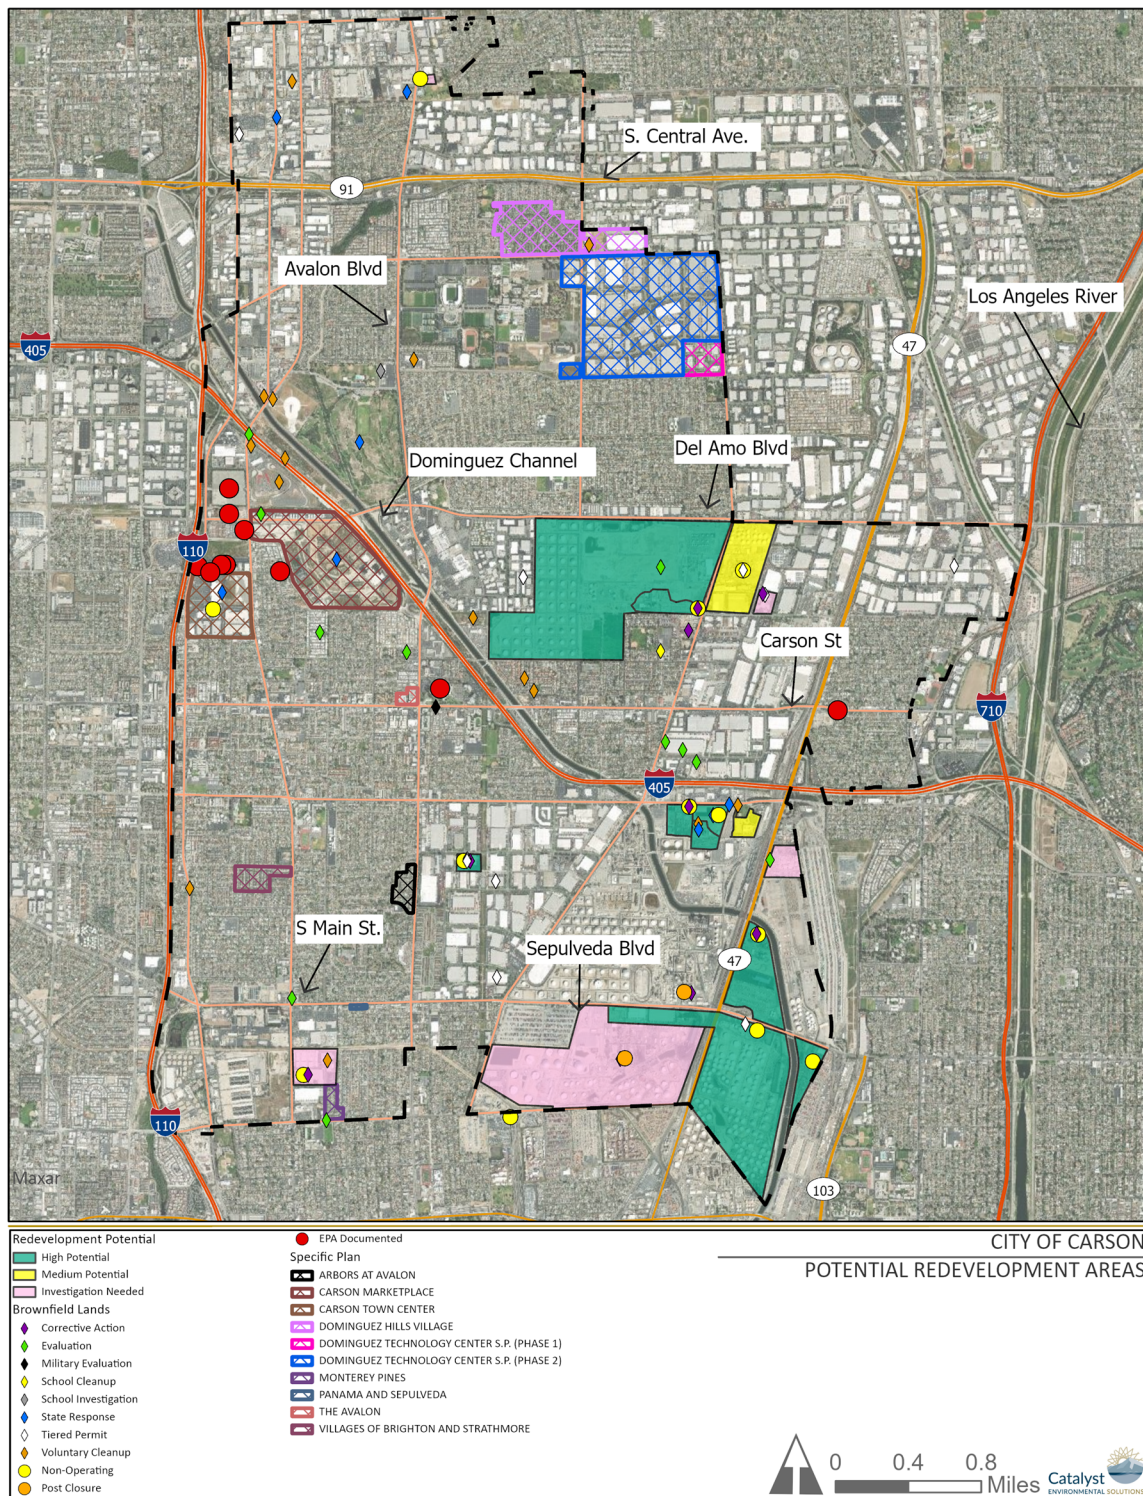 S. Central Ave.
91
Avalon Blvd
Los Angeles River
405
47
Del Amo Blvd
Dominguez Channel
110
Carson St
710
405
S Main St.
Sepulveda Blvd
47
110
Maxar
103
Redevelopment Potential
High Potential
Medium Potential
Investigation Needed
Brownfield Lands
Corrective Action
Evaluation
Military Evaluation
School Cleanup
School Investigation
State Response
Tiered Permit
Voluntary Cleanup
Non-Operating
Post Closure
EPA Documented
Specific Plan
ARBORS AT AVALON
CARSON MARKETPLACE
CARSON TOWN CENTER
DOMINGUEZ HILLS VILLAGE
DOMINGUEZ TECHNOLOGY CENTER S.P. (PHASE 1)
DOMINGUEZ TECHNOLOGY CENTER S.P. (PHASE 2)
MONTEREY PINES
PANAMA AND SEPULVEDA
THE AVALON
VILLAGES OF BRIGHTON AND STRATHMORE
CITY OF CARSON
POTENTIAL REDEVELOPMENT AREAS
0 0.4 0.8
Miles
Catalyst
ENVIRONMENTAL SOLUTIONS